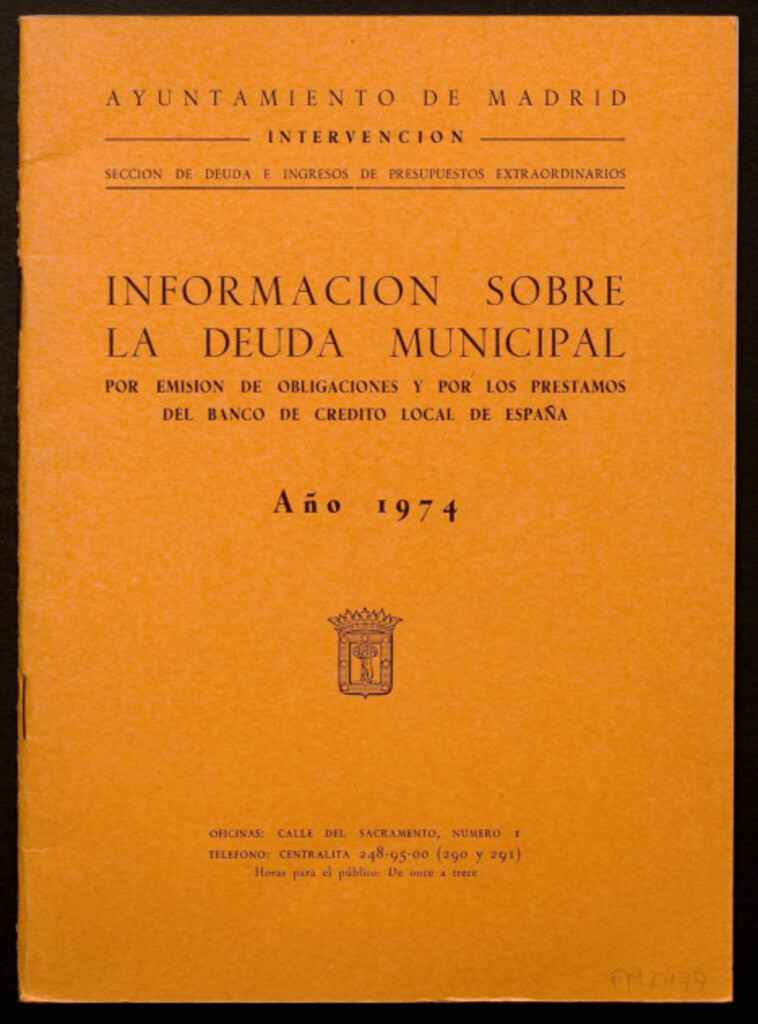 AYUNTAMIENTO DE MADRID
INTERVENCION
SECCION DE DEUDA E INGRESOS DE PRESUPUESTOS EXTRAORDINARIOS
INFORMACION SOBRE
LA DEUDA MUNICIPAL
POR EMISION DE OBLIGACIONES Y POR LOS PRESTAMOS
DEL BANCO DE CREDITO LOCAL DE ESPAÑA
Año 1974
OFICINAS: CALLE DEL SACRAMENTO, NUMERO 1
TELEFONO: CENTRALITA 248-95-00 (290 y 291)
Horas para el público: De once a trece